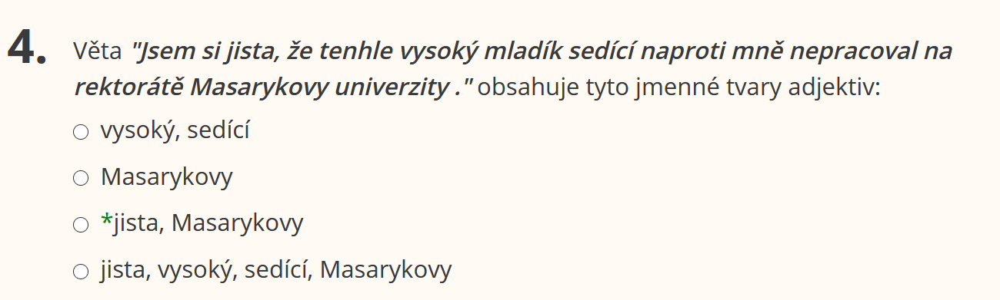 4. Věta "Jsem si jista, že tenhle vysoký mladík sedící naproti mně nepracoval na
rektorátě Masarykovy univerzity ." obsahuje tyto jmenné tvary adjektiv:
vysoký, sedící
Masarykovy
*jista, Masarykovy
jista, vysoký, sedící, Masarykovy